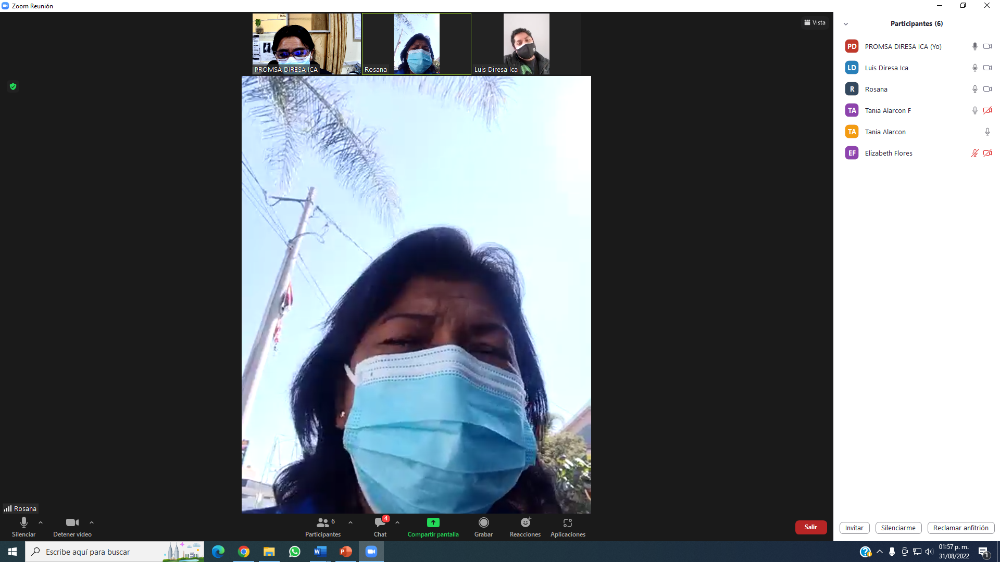 Zoom Reunión
PROMSA DIRESA ICA
Rosana
Luis Diresa Ica
Vista
Participantes (6)
PD PROMSA DIRESA ICA (Yo)
LD Luis Diresa Ica
R Rosana
TA Tania Alarcon F
TA Tania Alarcon
EF Elizabeth Flores
Rosana
Silenciar
Detener vídeo
6
Participantes
4
Chat
Compartir pantalla
Grabar
Reacciones
Aplicaciones
Salir
Invitar
Silenciarme
Reclamar anfitrión
Escribe aquí para buscar
01:57 p. m.
31/08/2022
1